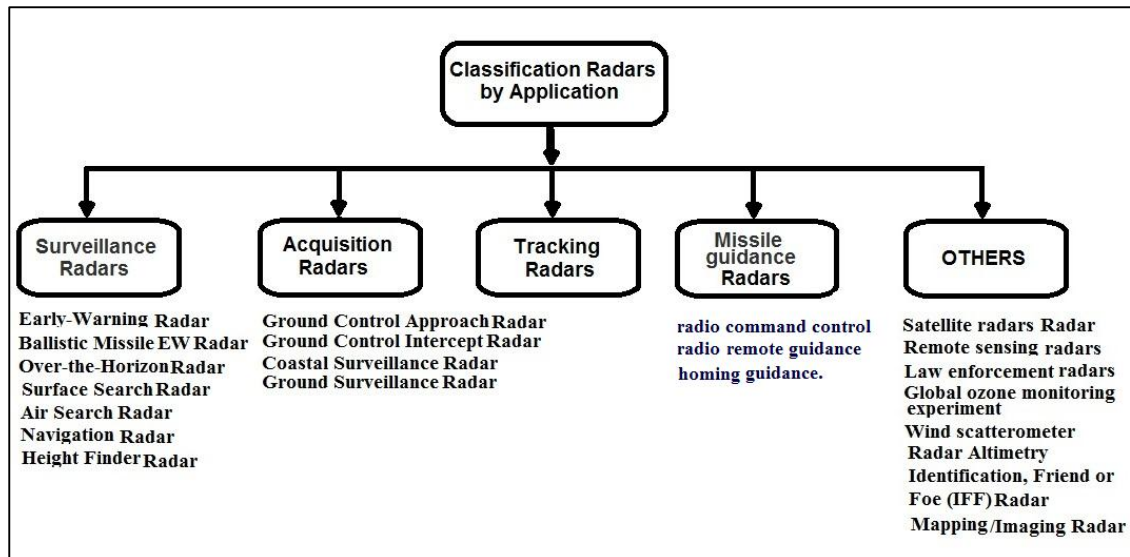 Classification Radars
by Application
Surveillance
Radars
Acquisition
Radars
Tracking
Radars
Missile
guidance
Radars
OTHERS
Early-Warning Radar
Ballistic Missile EW Radar
Over-the-Horizon Radar
Surface Search Radar
Air Search Radar
Navigation Radar
Height Finder Radar
Ground Control Approach Radar
Ground Control Intercept Radar
Coastal Surveillance Radar
Ground Surveillance Radar
radio command control
radio remote guidance
homing guidance.
Satellite radars Radar
Remote sensing radars
Law enforcement radars
Global ozone monitoring
experiment
Wind scatterometer
Radar Altimetry
Identification, Friend or
Foe (IFF) Radar
Mapping/Imaging Radar